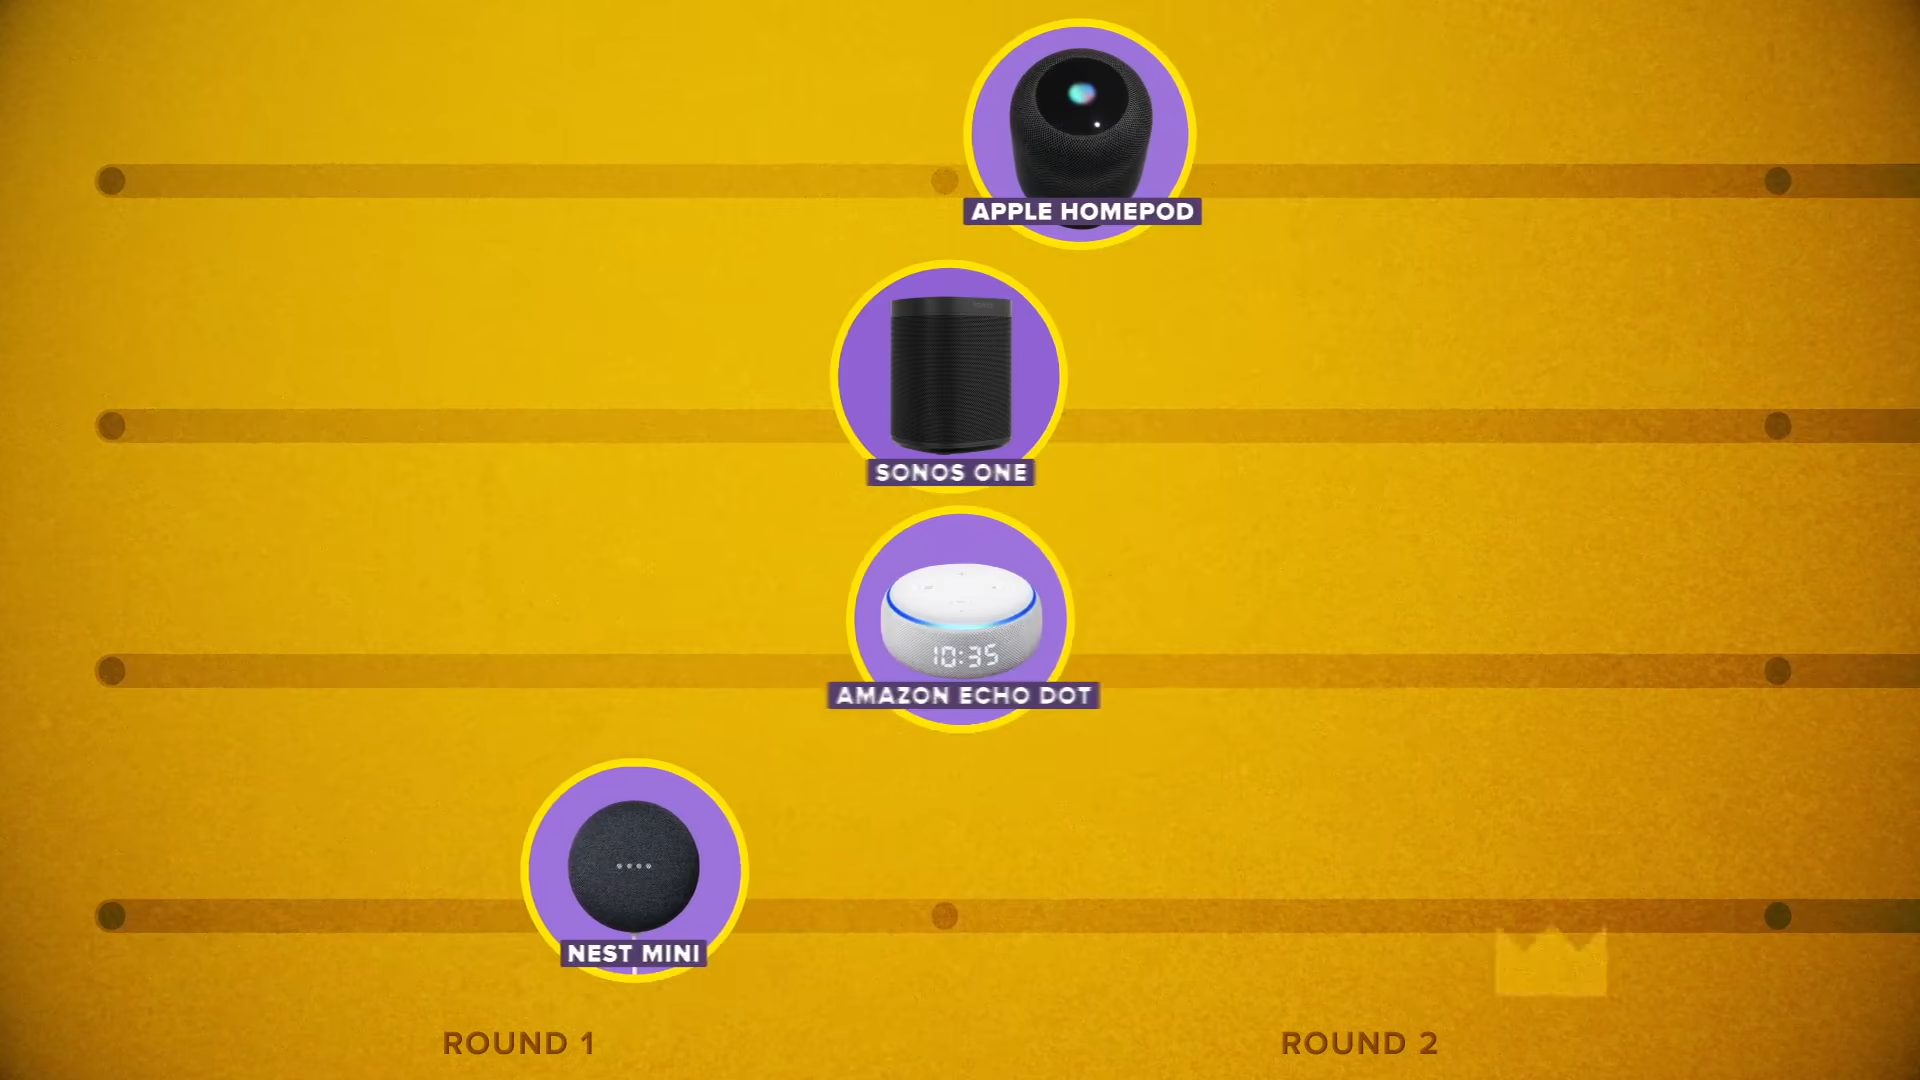 APPLE HOMEPOD
SONOS ONE
10:35
AMAZON ECHO DOT
NEST MINI
ROUND 1
ROUND 2